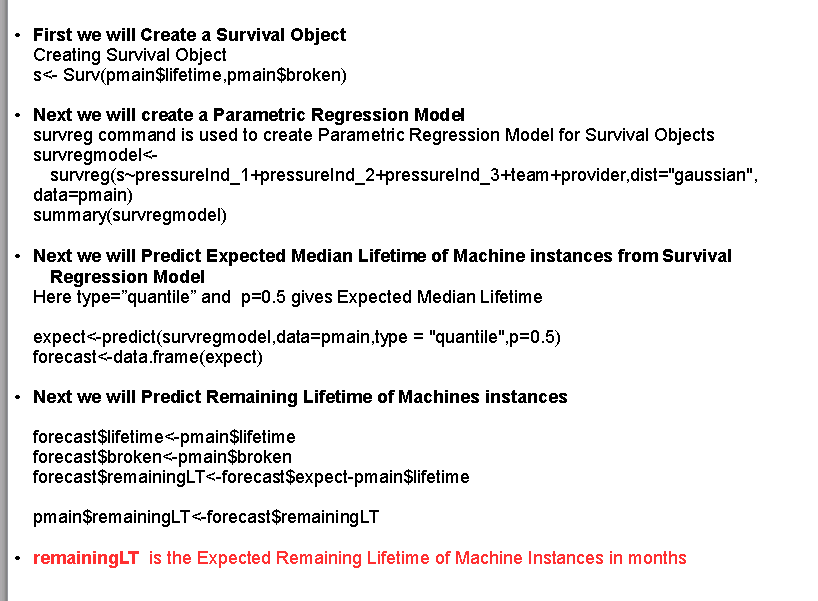 • First we will Create a Survival Object
Creating Survival Object
s<- Surv(pmain$lifetime,pmain$broken)
• Next we will create a Parametric Regression Model
survreg command is used to create Parametric Regression Model for Survival Objects
survregmodel<-
survreg(s~pressureInd_1+pressureInd_2+pressureInd_3+team+provider,dist="gaussian",
data=pmain)
summary(survregmodel)
• Next we will Predict Expected Median Lifetime of Machine instances from Survival
Regression Model
Here type=”quantile” and  p=0.5 gives Expected Median Lifetime
expect<-predict(survregmodel,data=pmain,type = "quantile",p=0.5)
forecast<-data.frame(expect)
• Next we will Predict Remaining Lifetime of Machines instances
forecast$lifetime<-pmain$lifetime
forecast$broken<-pmain$broken
forecast$remainingLT<-forecast$expect-pmain$lifetime
pmain$remainingLT<-forecast$remainingLT
• remainingLT  is the Expected Remaining Lifetime of Machine Instances in months